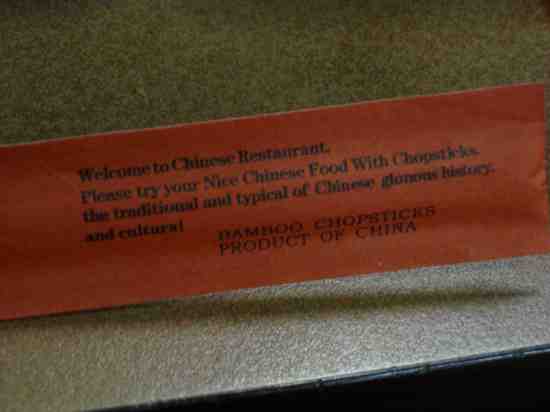 Welcome to Chinese Restaurant.
Please try your Nice Chinese Food With Chopsticks.
the traditional and typical of Chinese glonous history.
and cultural
BAMBOO CHOPSTICKS
PRODUCT OF CHINA